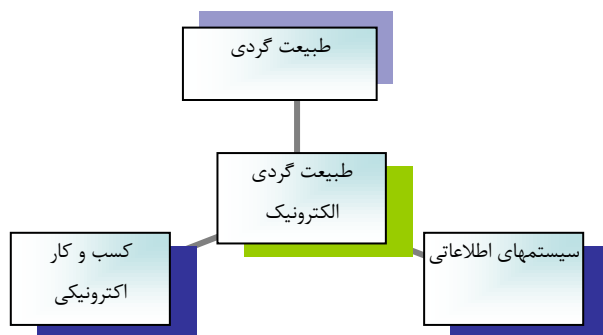 طبیعت گردی
طبیعت گردی
الکترونیک
کسب و کار
اکترونیکی
سیستمهای اطلاعاتی